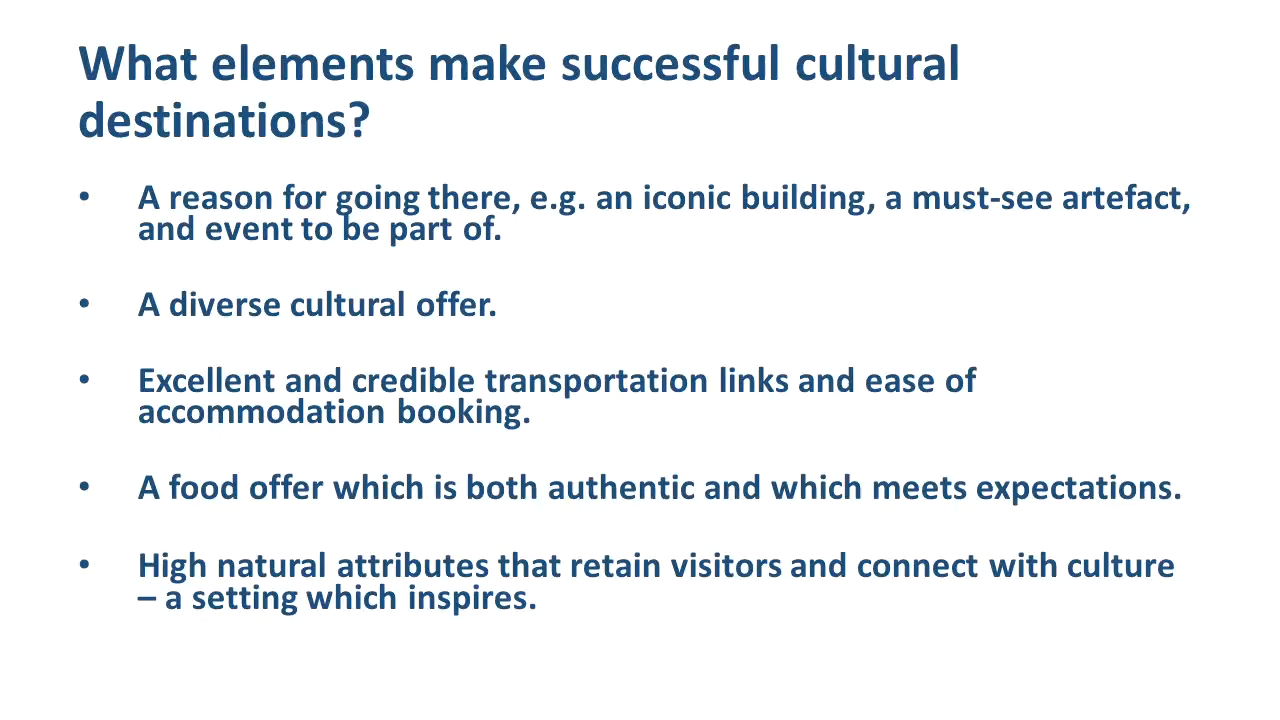 What elements make successful cultural
destinations?
• A reason for going there, e.g. an iconic building, a must-see artefact,
and event to be part of.
• A diverse cultural offer.
• Excellent and credible transportation links and ease of
accommodation booking.
• A food offer which is both authentic and which meets expectations.
• High natural attributes that retain visitors and connect with culture
– a setting which inspires.